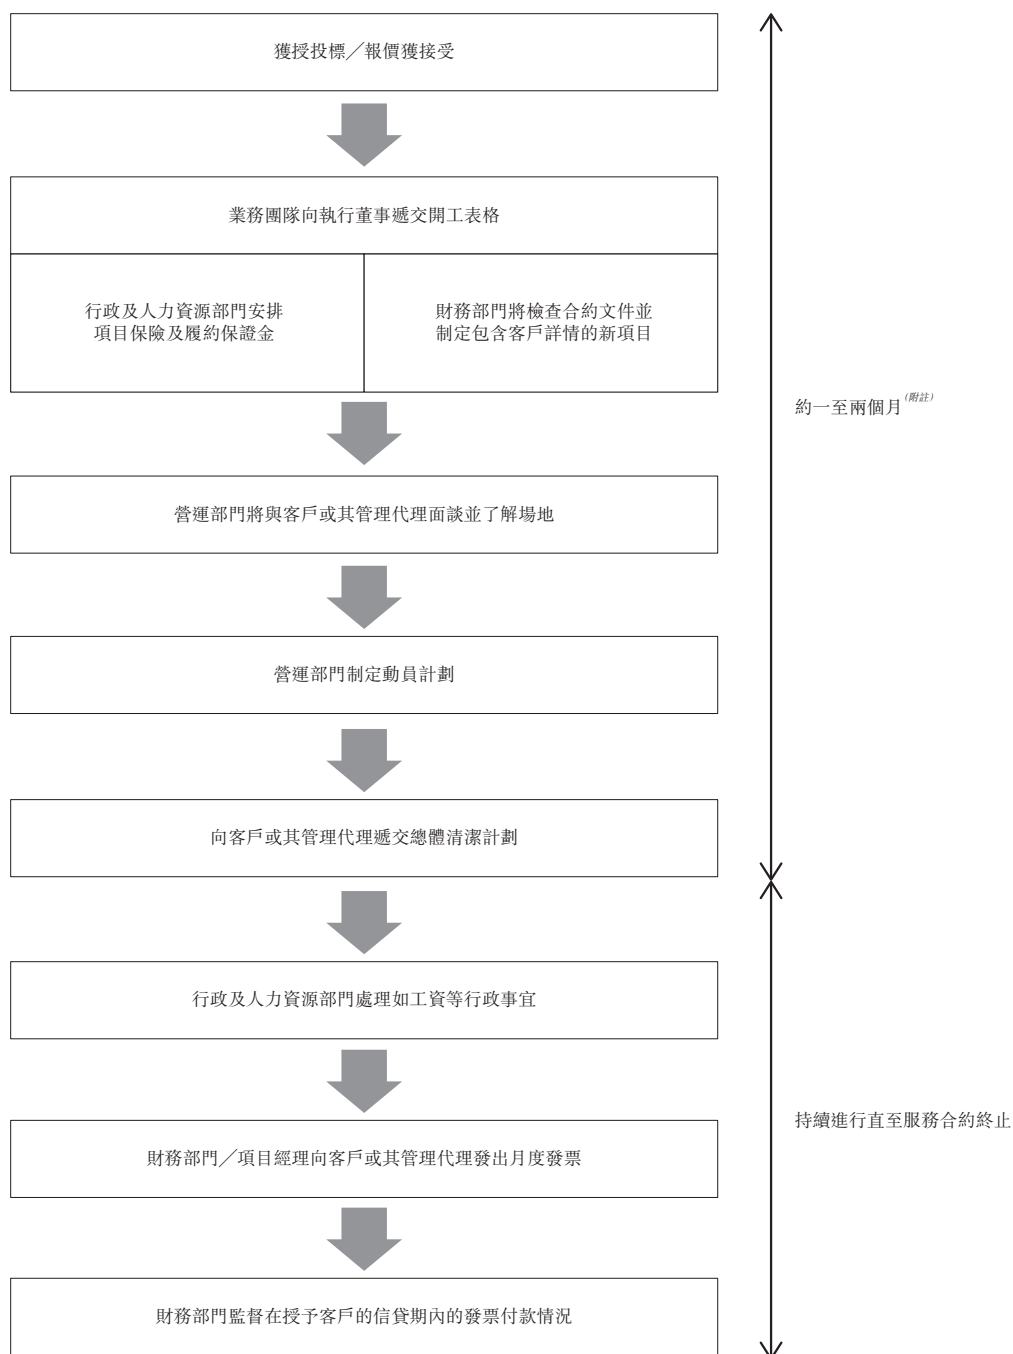 獲授投標／報價獲接受
業務團隊向執行董事遞交開工表格
行政及人力資源部門安排
項目保險及履約保證金
財務部門將檢查合約文件並
制定包含客戶詳情的新項目
約一至兩個月(附註)
營運部門將與客戶或其管理代理面談並了解場地
營運部門制定動員計劃
向客戶或其管理代理遞交總體清潔計劃
行政及人力資源部門處理如工資等行政事宜
財務部門／項目經理向客戶或其管理代理發出月度發票
持續進行直至服務合約終止
財務部門監督在授予客戶的信貸期內的發票付款情況